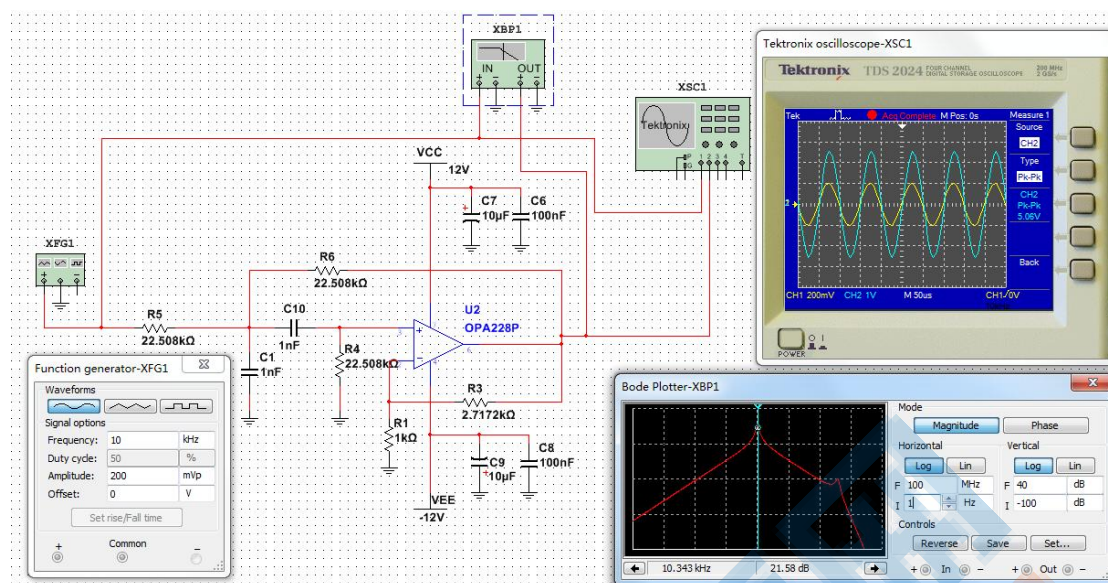 XBP1
IN OUT
XSC1
Tektronix
P
G
1 2 3 4 T
VCC
12V
C7
10µF
C6
100nF
XFG1
R6
22.508kΩ
R5
22.508kΩ
C10
1nF
C1
1nF
R4
22.508kΩ
U2
OPA228P
3
2
6
R3
2.7172kΩ
R1
1kΩ
C9
10µF
C8
100nF
VEE
-12V
Tektronix oscilloscope-XSC1
Tektronix TDS 2024 FOUR CHANNEL DIGITAL STORAGE OSCILLOSCOPE 200 MHz 2 GS/s
Tek Acq Complete M Pos: 0s Measure 1
Source
CH2
Type
Pk-Pk
CH2
Pk-Pk
5.06V
Back
CH1 200mV CH2 1V M 50us CH1/0V
POWER
Function generator-XFG1
Waveforms
Signal options
Frequency: 10 kHz
Duty cycle: 50 %
Amplitude: 200 mVp
Offset: 0 V
Set rise/Fall time
+ Common −
Bode Plotter-XBP1
Mode
Magnitude Phase
Horizontal Vertical
Log Lin Log Lin
F 100 MHz F 40 dB
I 1 Hz I -100 dB
Controls
Reverse Save Set...
10.343 kHz 21.58 dB
+ In − + Out −